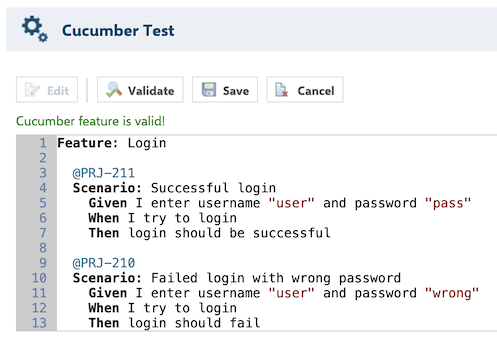 Cucumber Test
Edit Validate Save Cancel
Cucumber feature is valid!
1 Feature: Login
2
3 @PRJ-211
4 Scenario: Successful login
5 Given I enter username "user" and password "pass"
6 When I try to login
7 Then login should be successful
8
9 @PRJ-210
10 Scenario: Failed login with wrong password
11 Given I enter username "user" and password "wrong"
12 When I try to login
13 Then login should fail